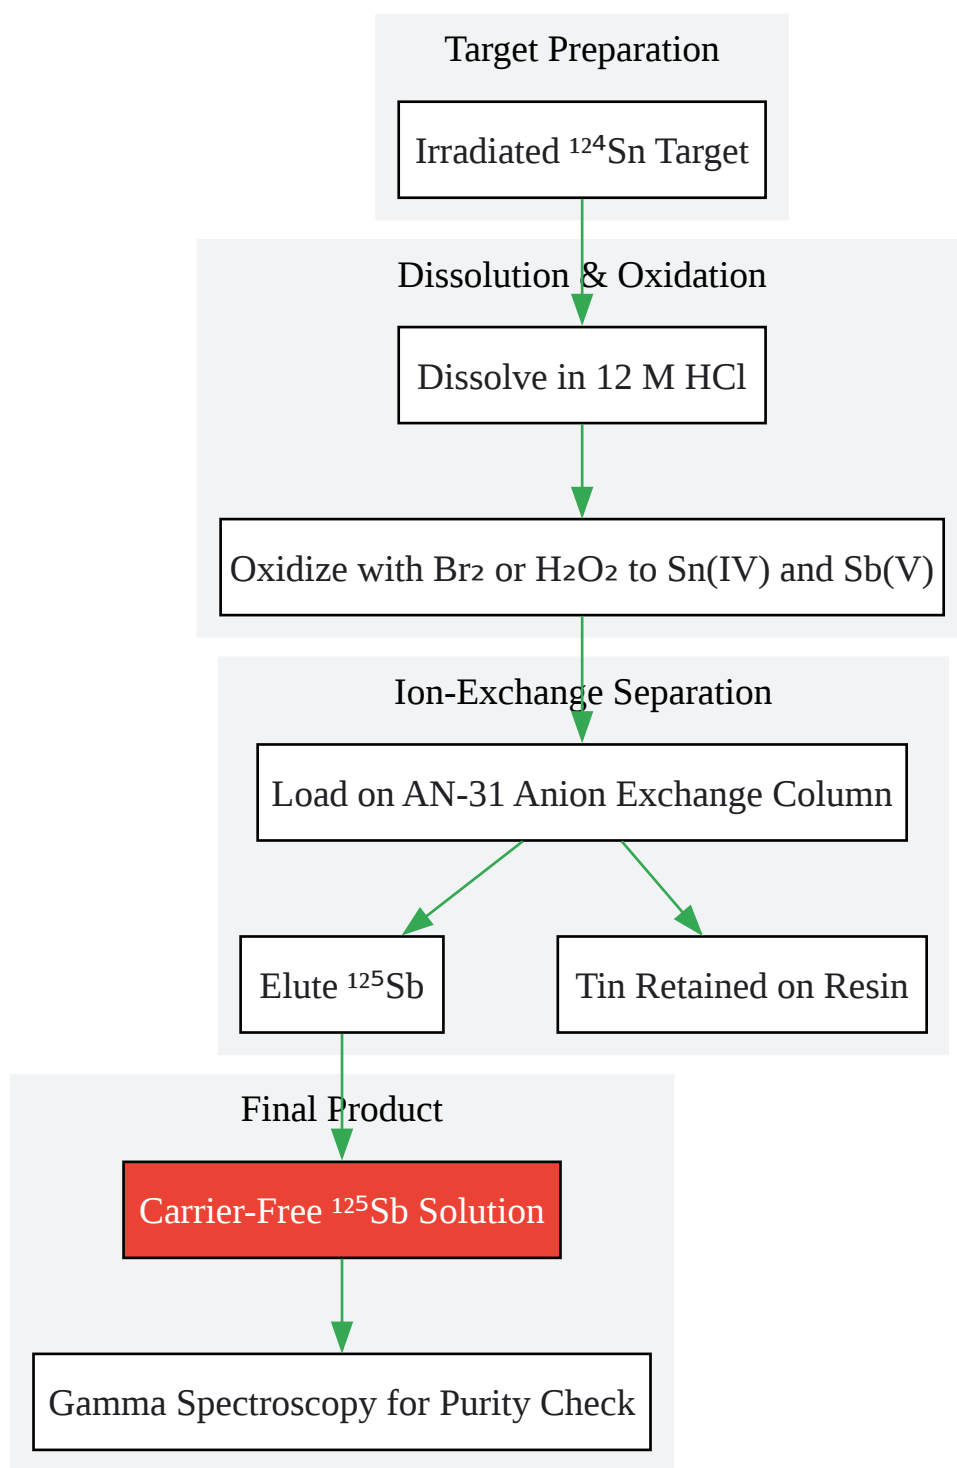 Target Preparation
Irradiated ¹²⁴Sn Target
Dissolution & Oxidation
Dissolve in 12 M HCl
Oxidize with Br₂ or H₂O₂ to Sn(IV) and Sb(V)
Ion-Exchange Separation
Load on AN-31 Anion Exchange Column
Elute ¹²⁵Sb
Tin Retained on Resin
Final Product
Carrier-Free ¹²⁵Sb Solution
Gamma Spectroscopy for Purity Check